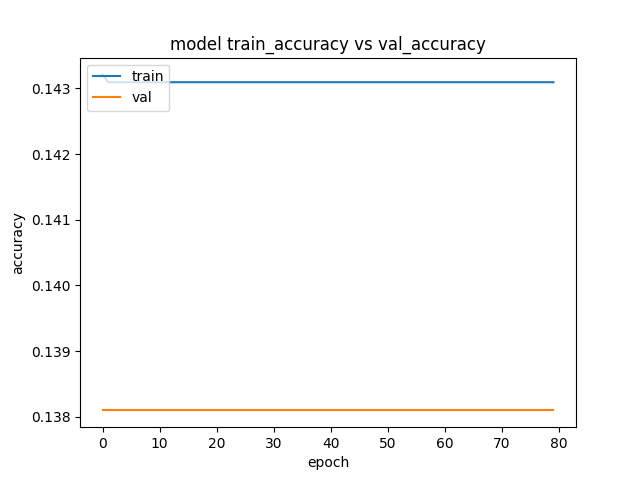 model train_accuracy vs val_accuracy
train
val
0.143
0.142
0.141
0.140
0.139
0.138
accuracy
0 10 20 30 40 50 60 70 80
epoch